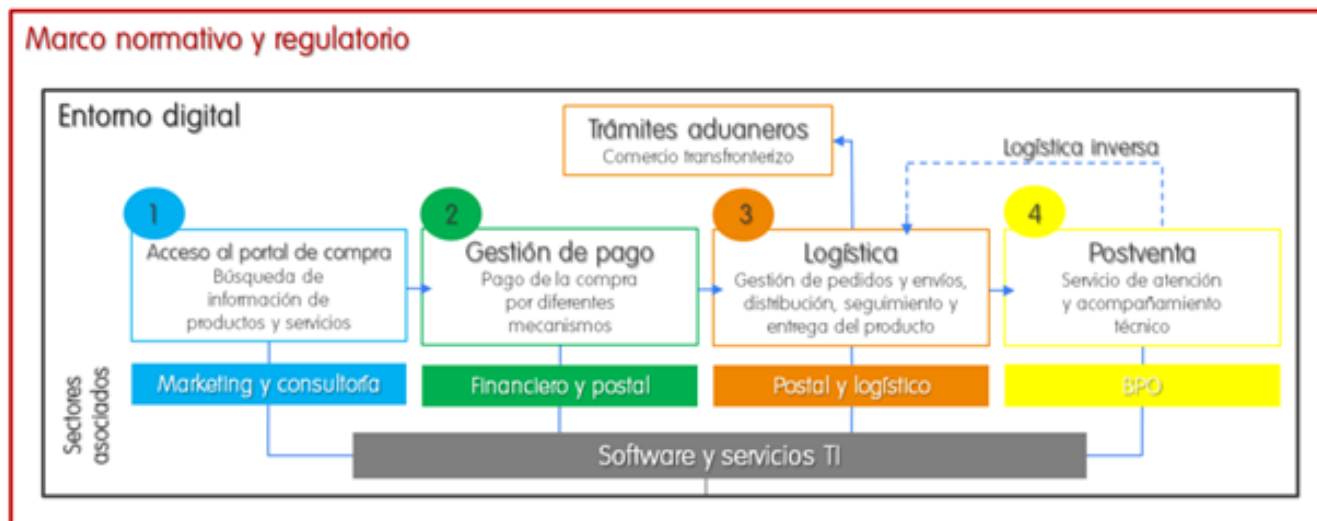 Marco normativo y regulatorio
Entorno digital
Trámites aduaneros
Comercio transfronterizo
Logística inversa
1
Acceso al portal de compra
Búsqueda de
información de
productos y servicios
2
Gestión de pago
Pago de la compra
por diferentes
mecanismos
3
Logística
Gestión de pedidos y envíos,
distribución, seguimiento y
entrega del producto
4
Postventa
Servicio de atención
y acompañamiento
técnico
Sectores
asociados
Marketing y consultoría
Financiero y postal
Postal y logístico
BPO
Software y servicios TI